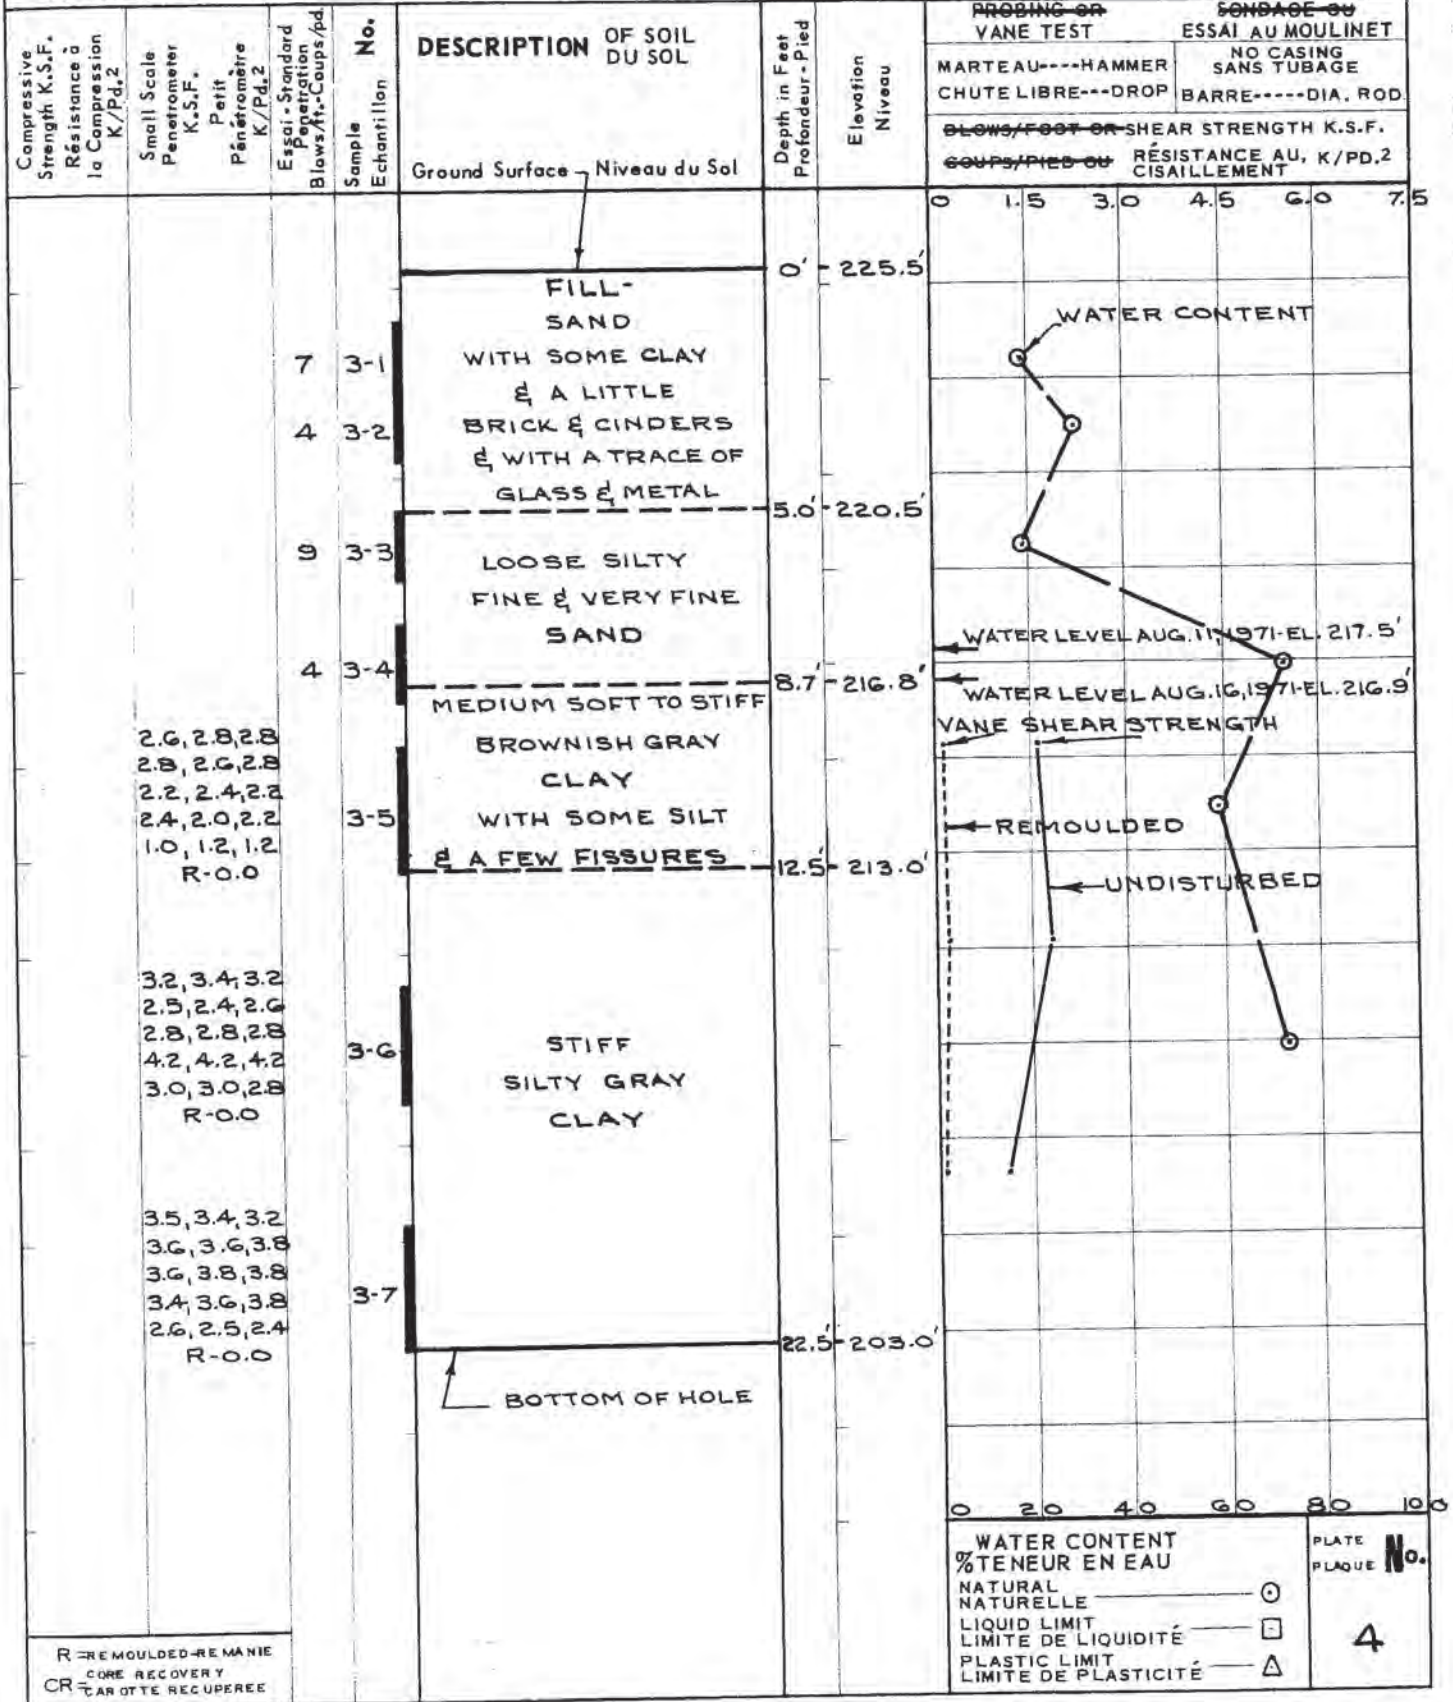 Compressive
Strength K.S.F.
Résistance à
la Compression
K/Pd.2
Small Scale
Penetrometer
K.S.F.
Petit
Pénétromètre
K/Pd.2
Essai-Standard
Penetration
Blows/ft.-Coups/pd.
Sample No.
Echantillon
DESCRIPTION OF SOIL
DU SOL
Ground Surface Niveau du Sol
Depth in Feet
Profondeur-Pied
Elevation
Niveau
PROBING OR
VANE TEST
SONDAGE OU
ESSAI AU MOULINET
MARTEAU----HAMMER
CHUTE LIBRE---DROP
NO CASING
SANS TUBAGE
BARRE-----DIA. ROD
BLOWS/FOOT OR SHEAR STRENGTH K.S.F.
COUPS/PIED OU RÉSISTANCE AU, K/PD.2
CISAILLEMENT
0 1.5 3.0 4.5 6.0 7.5
0' - 225.5'
FILL-
SAND
WITH SOME CLAY
& A LITTLE
BRICK & CINDERS
& WITH A TRACE OF
GLASS & METAL
7 3-1
4 3-2
5.0' - 220.5'
WATER CONTENT
9 3-3
LOOSE SILTY
FINE & VERY FINE
SAND
4 3-4
8.7' - 216.8'
WATER LEVEL AUG. 11, 1971-EL. 217.5'
WATER LEVEL AUG. 16, 1971-EL. 216.9'
VANE SHEAR STRENGTH
MEDIUM SOFT TO STIFF
BROWNISH GRAY
CLAY
WITH SOME SILT
& A FEW FISSURES
2.6, 2.8, 2.8
2.8, 2.6, 2.8
2.2, 2.4, 2.2
2.4, 2.0, 2.2
1.0, 1.2, 1.2
R-0.0
3-5
12.5' - 213.0'
REMOULDED
UNDISTURBED
3.2, 3.4, 3.2
2.5, 2.4, 2.6
2.8, 2.8, 2.8
4.2, 4.2, 4.2
3.0, 3.0, 2.8
R-0.0
3-6
STIFF
SILTY GRAY
CLAY
3.5, 3.4, 3.2
3.6, 3.6, 3.8
3.6, 3.8, 3.8
3.4, 3.6, 3.8
2.6, 2.5, 2.4
R-0.0
3-7
22.5' - 203.0'
BOTTOM OF HOLE
0 20 40 60 80 100
WATER CONTENT
% TENEUR EN EAU
NATURAL
NATURELLE
LIQUID LIMIT
LIMITE DE LIQUIDITÉ
PLASTIC LIMIT
LIMITE DE PLASTICITÉ
PLATE
PLAQUE No.
4
R=REMOULDED-REMANIE
CR= CORE RECOVERY
CAROTTE RECUPEREE